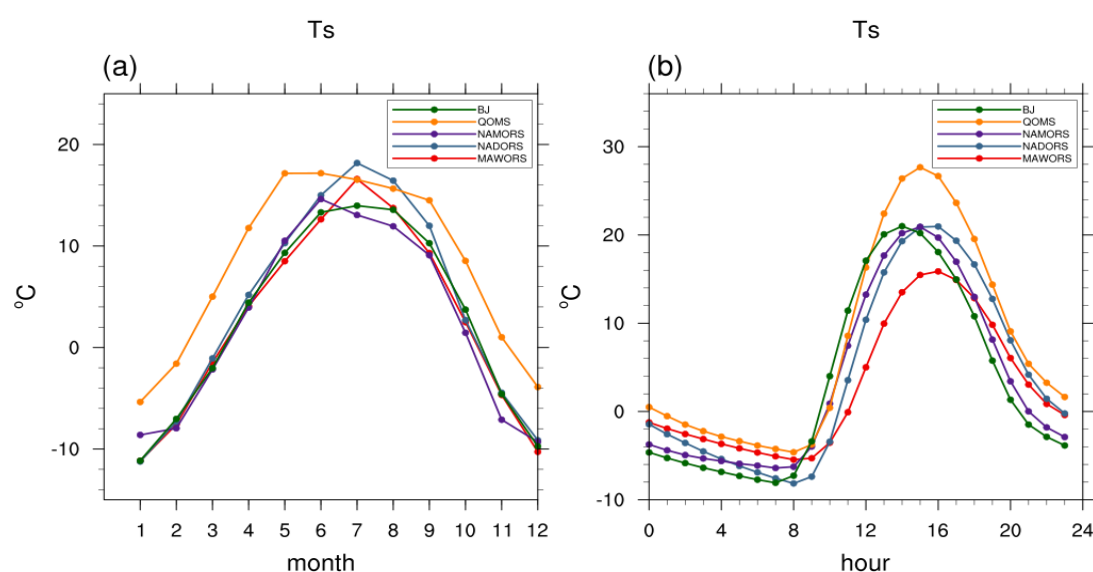 Ts
(a)
BJ
QOMS
NAMORS
NADORS
MAWORS
20
10
0
-10
°C
1 2 3 4 5 6 7 8 9 10 11 12
month
Ts
(b)
BJ
QOMS
NAMORS
NADORS
MAWORS
30
20
10
0
-10
°C
0 4 8 12 16 20 24
hour